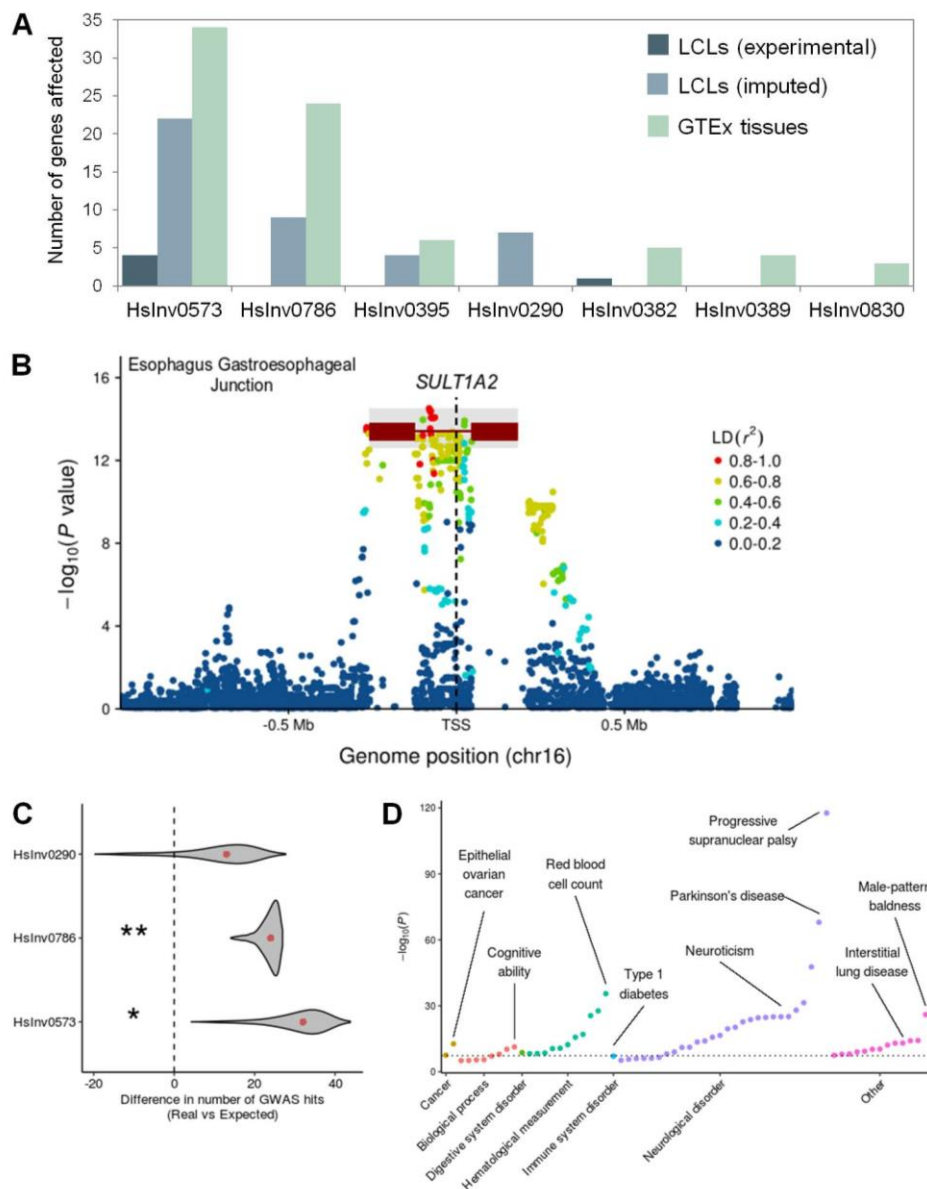 A
Number of genes affected
35
30
25
20
15
10
5
0
LCLs (experimental)
LCLs (imputed)
GTEx tissues
HsInv0573 HsInv0786 HsInv0395 HsInv0290 HsInv0382 HsInv0389 HsInv0830
B
Esophagus Gastroesophageal
Junction
SULT1A2
−log10(P value)
16
12
8
4
0
LD(r²)
0.8-1.0
0.6-0.8
0.4-0.6
0.2-0.4
0.0-0.2
-0.5 Mb TSS 0.5 Mb
Genome position (chr16)
C
HsInv0290
HsInv0786
**
HsInv0573
*
-20 0 20 40
Difference in number of GWAS hits
(Real vs Expected)
D
−log10(P)
120
90
60
30
0
Epithelial
ovarian
cancer
Cognitive
ability
Red blood
cell count
Type 1
diabetes
Progressive
supranuclear palsy
Parkinson's disease
Neuroticism
Male-pattern
baldness
Interstitial
lung disease
Cancer
Biological process
Digestive system disorder
Hematological measurement
Immune system disorder
Neurological disorder
Other